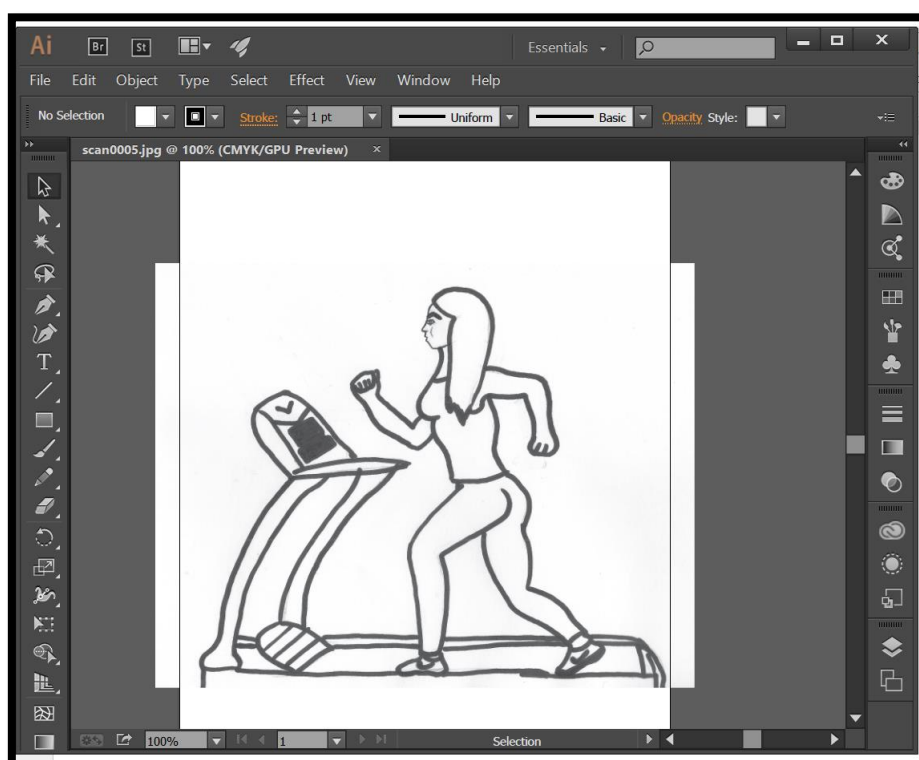 Ai Br St Essentials
File Edit Object Type Select Effect View Window Help
No Selection Stroke: 1 pt Uniform Basic Opacity Style:
scan0005.jpg @ 100% (CMYK/GPU Preview) ×
T
100% 1 Selection